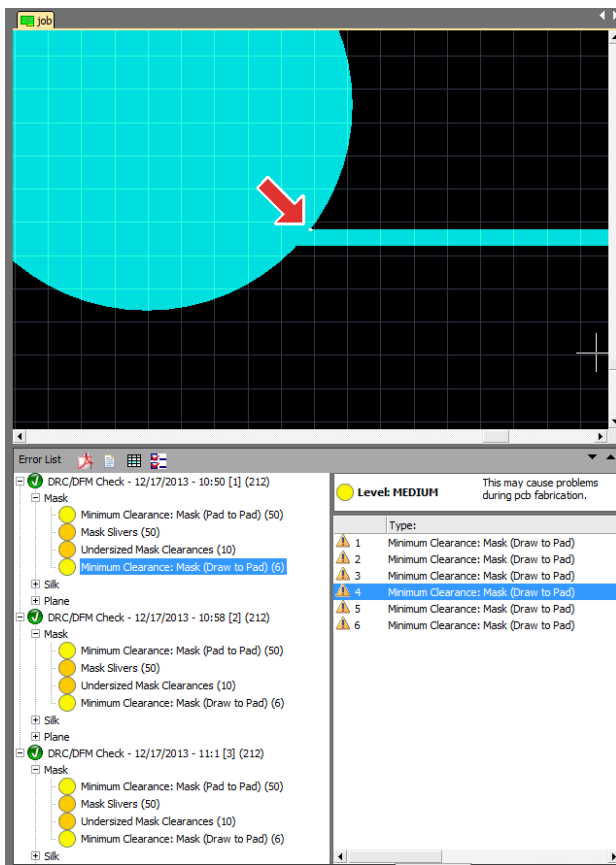 job
Error List
DRC/DFM Check - 12/17/2013 - 10:50 [1] (212)
Mask
Minimum Clearance: Mask (Pad to Pad) (50)
Mask Slivers (50)
Undersized Mask Clearances (10)
Minimum Clearance: Mask (Draw to Pad) (6)
Silk
Plane
DRC/DFM Check - 12/17/2013 - 10:58 [2] (212)
Mask
Minimum Clearance: Mask (Pad to Pad) (50)
Mask Slivers (50)
Undersized Mask Clearances (10)
Minimum Clearance: Mask (Draw to Pad) (6)
Silk
Plane
DRC/DFM Check - 12/17/2013 - 11:1 [3] (212)
Mask
Minimum Clearance: Mask (Pad to Pad) (50)
Mask Slivers (50)
Undersized Mask Clearances (10)
Minimum Clearance: Mask (Draw to Pad) (6)
Silk
Level: MEDIUM
This may cause problems
during pcb fabrication.
Type:
1 Minimum Clearance: Mask (Draw to Pad)
2 Minimum Clearance: Mask (Draw to Pad)
3 Minimum Clearance: Mask (Draw to Pad)
4 Minimum Clearance: Mask (Draw to Pad)
5 Minimum Clearance: Mask (Draw to Pad)
6 Minimum Clearance: Mask (Draw to Pad)